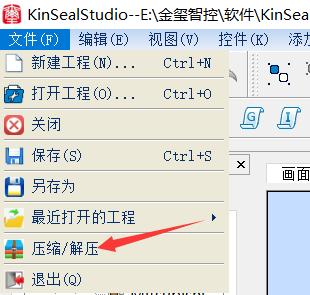 KinSealStudio--E:\金玺智控\软件\KinSea
文件(F) 编辑(E) 视图(V) 控件(K) 添加
新建工程(N)... Ctrl+N
打开工程(O)... Ctrl+O
关闭
保存(S) Ctrl+S
另存为
最近打开的工程
压缩/解压
退出(Q)
G I
画面